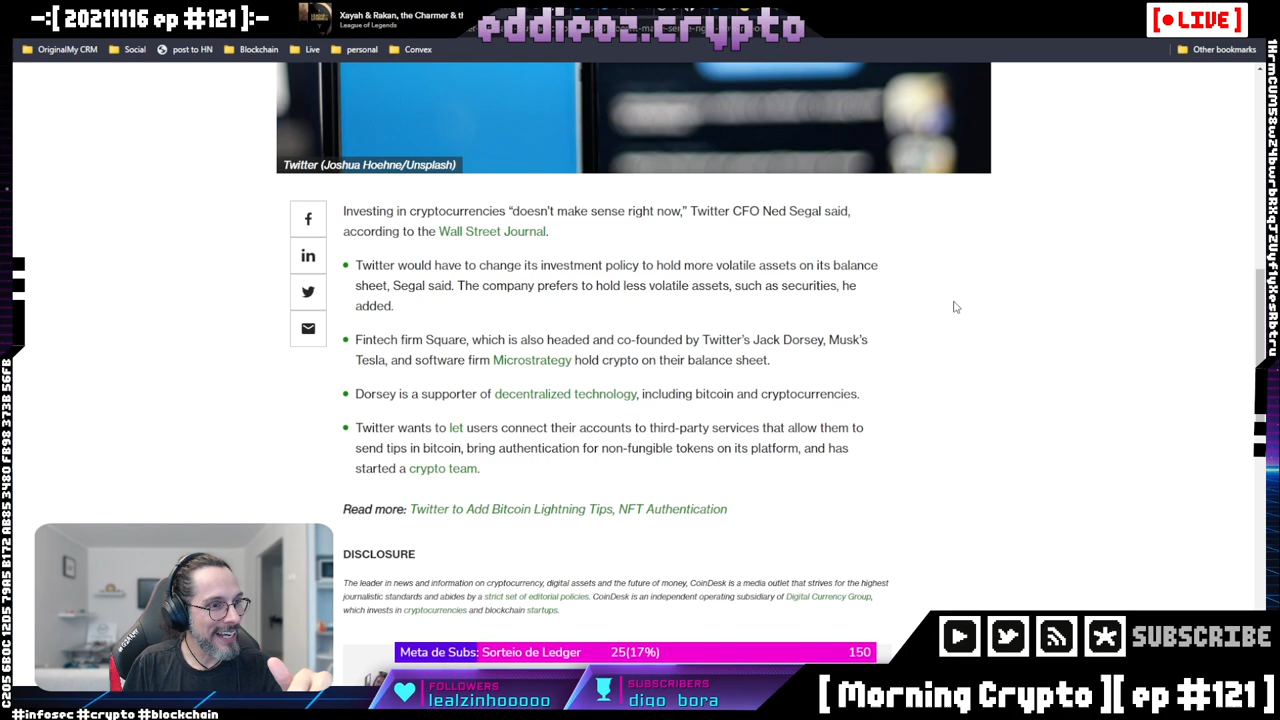 -:[ 20211116 ep #121 ]:-
Xayah & Rakan, the Charmer & th
League of Legends
eddieoz.crypto
[ LIVE ]
OriginalMy CRM
Social
post to HN
Blockchain
Live
personal
Convex
Other bookmarks
Twitter (Joshua Hoehne/Unsplash)
Investing in cryptocurrencies “doesn’t make sense right now,” Twitter CFO Ned Segal said,
according to the Wall Street Journal.
Twitter would have to change its investment policy to hold more volatile assets on its balance
sheet, Segal said. The company prefers to hold less volatile assets, such as securities, he
added.
Fintech firm Square, which is also headed and co-founded by Twitter’s Jack Dorsey, Musk’s
Tesla, and software firm Microstrategy hold crypto on their balance sheet.
Dorsey is a supporter of decentralized technology, including bitcoin and cryptocurrencies.
Twitter wants to let users connect their accounts to third-party services that allow them to
send tips in bitcoin, bring authentication for non-fungible tokens on its platform, and has
started a crypto team.
Read more: Twitter to Add Bitcoin Lightning Tips, NFT Authentication
DISCLOSURE
The leader in news and information on cryptocurrency, digital assets and the future of money, CoinDesk is a media outlet that strives for the highest
journalistic standards and abides by a strict set of editorial policies. CoinDesk is an independent operating subsidiary of Digital Currency Group,
which invests in cryptocurrencies and blockchain startups.
Meta de Subs: Sorteio de Ledger 25(17%) 150
FOLLOWERS
lealzinhooooo
SUBSCRIBERS
digo_bora
SUBSCRIBE
[ Morning Crypto ][ ep #121 ]
#infosec #crypto #blockchain